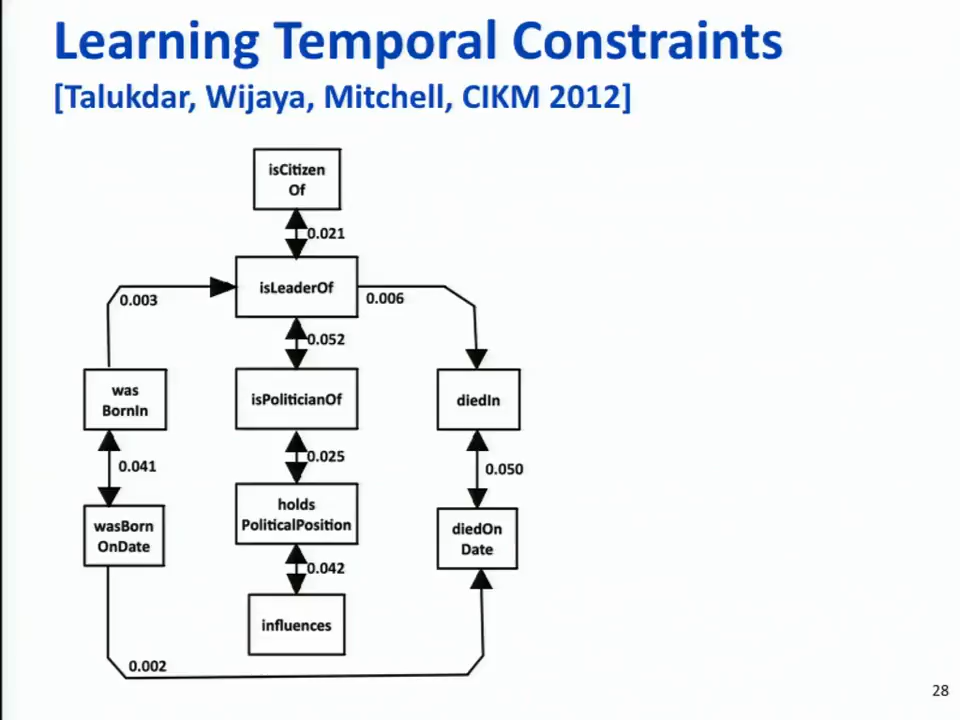 Learning Temporal Constraints
[Talukdar, Wijaya, Mitchell, CIKM 2012]
isCitizen
Of
0.021
isLeaderOf
0.003
0.006
0.052
was
BornIn
isPoliticianOf
diedIn
0.025
0.041
0.050
holds
PoliticalPosition
wasBorn
OnDate
diedOn
Date
0.042
influences
0.002
28